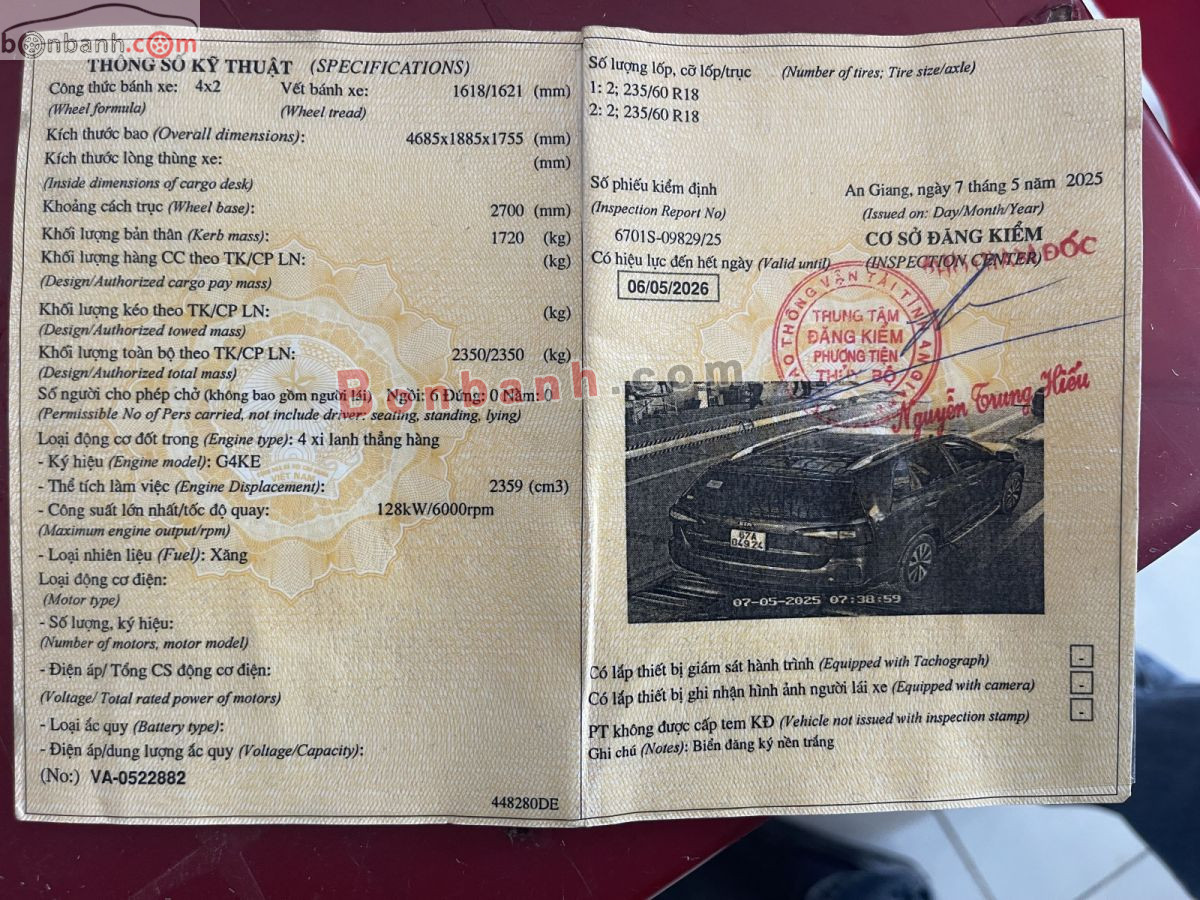 bonbanh.com
THÔNG SỐ KỸ THUẬT (SPECIFICATIONS)
Công thức bánh xe: 4x2 Vết bánh xe: 1618/1621 (mm)
(Wheel formula) (Wheel tread)
Kích thước bao (Overall dimensions): 4685x1885x1755 (mm)
Kích thước lòng thùng xe: (mm)
(Inside dimensions of cargo desk)
Khoảng cách trục (Wheel base): 2700 (mm)
Khối lượng bản thân (Kerb mass): 1720 (kg)
Khối lượng hàng CC theo TK/CP LN: (kg)
(Design/Authorized cargo pay mass)
Khối lượng kéo theo TK/CP LN: (kg)
(Design/Authorized towed mass)
Khối lượng toàn bộ theo TK/CP LN: 2350/2350 (kg)
(Design/Authorized total mass)
Số người cho phép chở (không bao gồm người lái) Ngồi: 6 Đứng: 0 Nằm: 0
(Permissible No of Pers carried, not include driver: seating, standing, lying)
Loại động cơ đốt trong (Engine type): 4 xi lanh thẳng hàng
- Ký hiệu (Engine model): G4KE
- Thể tích làm việc (Engine Displacement): 2359 (cm3)
- Công suất lớn nhất/tốc độ quay: 128kW/6000rpm
(Maximum engine output/rpm)
- Loại nhiên liệu (Fuel): Xăng
Loại động cơ điện:
(Motor type)
- Số lượng, ký hiệu:
(Number of motors, motor model)
- Điện áp/ Tổng CS động cơ điện:
(Voltage/ Total rated power of motors)
- Loại ắc quy (Battery type):
- Điện áp/dung lượng ắc quy (Voltage/Capacity):
(No:) VA-0522882
448280DE
Số lượng lốp, cỡ lốp/trục (Number of tires; Tire size/axle)
1: 2; 235/60 R18
2: 2; 235/60 R18
Số phiếu kiểm định An Giang, ngày 7 tháng 5 năm 2025
(Inspection Report No) (Issued on: Day/Month/Year)
6701S-09829/25 CƠ SỞ ĐĂNG KIỂM
Có hiệu lực đến hết ngày (Valid until) (INSPECTION CENTER)
06/05/2026
TRUNG TÂM
ĐĂNG KIỂM
PHƯƠNG TIỆN
THỦY BỘ
Nguyễn Trung Hiếu
Bonbanh.com
VIỆT NAM
67A
04924
07-05-2025 07:38:59
Có lắp thiết bị giám sát hành trình (Equipped with Tachograph) -
Có lắp thiết bị ghi nhận hình ảnh người lái xe (Equipped with camera) -
PT không được cấp tem KĐ (Vehicle not issued with inspection stamp) -
Ghi chú (Notes): Biển đăng ký nền trắng